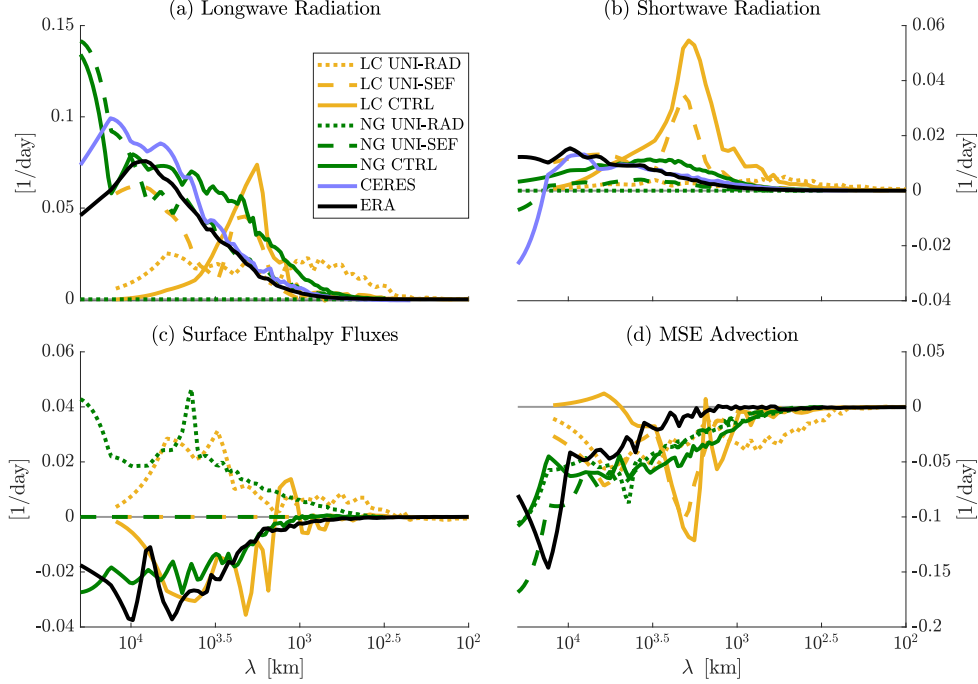 (a) Longwave Radiation
(b) Shortwave Radiation
0.15
0.1
0.05
0
[1/day]
LC UNI-RAD
LC UNI-SEF
LC CTRL
NG UNI-RAD
NG UNI-SEF
NG CTRL
CERES
ERA
0.06
0.04
0.02
0
-0.02
-0.04
[1/day]
(c) Surface Enthalpy Fluxes
(d) MSE Advection
0.06
0.04
0.02
0
-0.02
-0.04
[1/day]
0.05
0
-0.05
-0.1
-0.15
-0.2
[1/day]
10^4 10^3.5 10^3 10^2.5 10^2
10^4 10^3.5 10^3 10^2.5 10^2
λ [km]
λ [km]